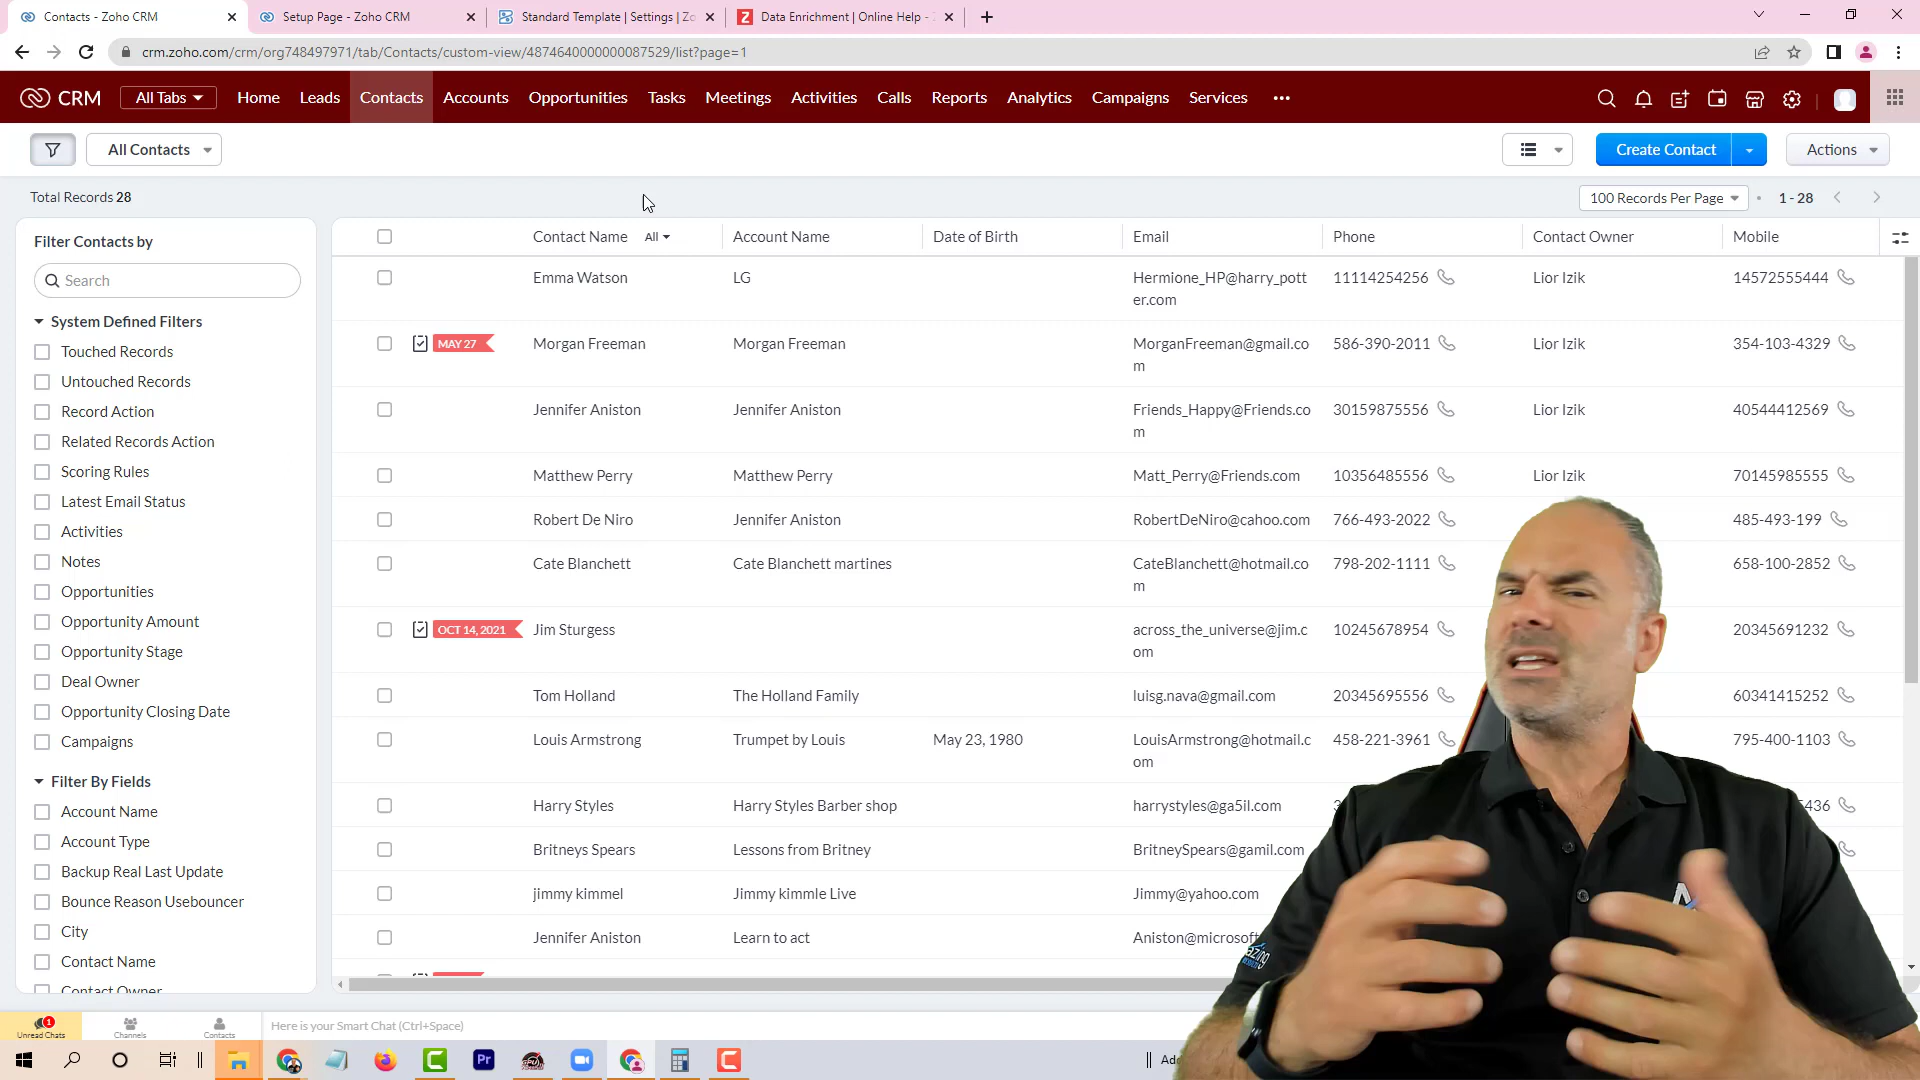 Contacts - Zoho CRM
Setup Page - Zoho CRM
Standard Template | Settings | Zo
Data Enrichment | Online Help -
crm.zoho.com/crm/org748497971/tab/Contacts/custom-view/4874640000000087529/list?page=1
CRM
All Tabs
Home
Leads
Contacts
Accounts
Opportunities
Tasks
Meetings
Activities
Calls
Reports
Analytics
Campaigns
Services
All Contacts
Create Contact
Actions
Total Records 28
100 Records Per Page
1 - 28
Filter Contacts by
Search
System Defined Filters
Touched Records
Untouched Records
Record Action
Related Records Action
Scoring Rules
Latest Email Status
Activities
Notes
Opportunities
Opportunity Amount
Opportunity Stage
Deal Owner
Opportunity Closing Date
Campaigns
Filter By Fields
Account Name
Account Type
Backup Real Last Update
Bounce Reason Usebouncer
City
Contact Name
Contact Owner
Contact Name All Account Name Date of Birth Email Phone Contact Owner Mobile
Emma Watson LG Hermione_HP@harry_pott 11114254256 Lior Izik 14572555444
er.com
MAY 27 Morgan Freeman Morgan Freeman MorganFreeman@gmail.co 586-390-2011 Lior Izik 354-103-4329
m
Jennifer Aniston Jennifer Aniston Friends_Happy@Friends.co 30159875556 Lior Izik 40544412569
m
Matthew Perry Matthew Perry Matt_Perry@Friends.com 10356485556 Lior Izik 70145985555
Robert De Niro Jennifer Aniston RobertDeNiro@cahoo.com 766-493-2022 485-493-199
Cate Blanchett Cate Blanchett martines CateBlanchett@hotmail.co 798-202-1111 658-100-2852
m
OCT 14, 2021 Jim Sturgess across_the_universe@jim.c 10245678954 20345691232
om
Tom Holland The Holland Family luisg.nava@gmail.com 20345695556 60341415252
Louis Armstrong Trumpet by Louis May 23, 1980 LouisArmstrong@hotmail.c 458-221-3961 795-400-1103
om
Harry Styles Harry Styles Barber shop harrystyles@ga5il.com 5436
Britneys Spears Lessons from Britney BritneySpears@gamil.com
jimmy kimmel Jimmy kimmle Live Jimmy@yahoo.com
Jennifer Aniston Learn to act Aniston@microsoft
Unread Chats
1
Channels
Contacts
Here is your Smart Chat (Ctrl+Space)
Pr